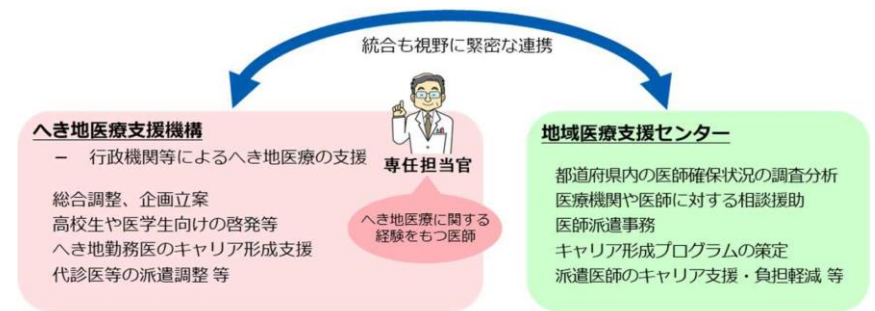 統合も視野に緊密な連携
へき地医療支援機構
－ 行政機関等によるへき地医療の支援
総合調整、企画立案
高校生や医学生向けの啓発等
へき地勤務医のキャリア形成支援
代診医等の派遣調整 等
専任担当官
へき地医療に関する
経験をもつ医師
地域医療支援センター
都道府県内の医師確保状況の調査分析
医療機関や医師に対する相談援助
医師派遣事務
キャリア形成プログラムの策定
派遣医師のキャリア支援・負担軽減 等